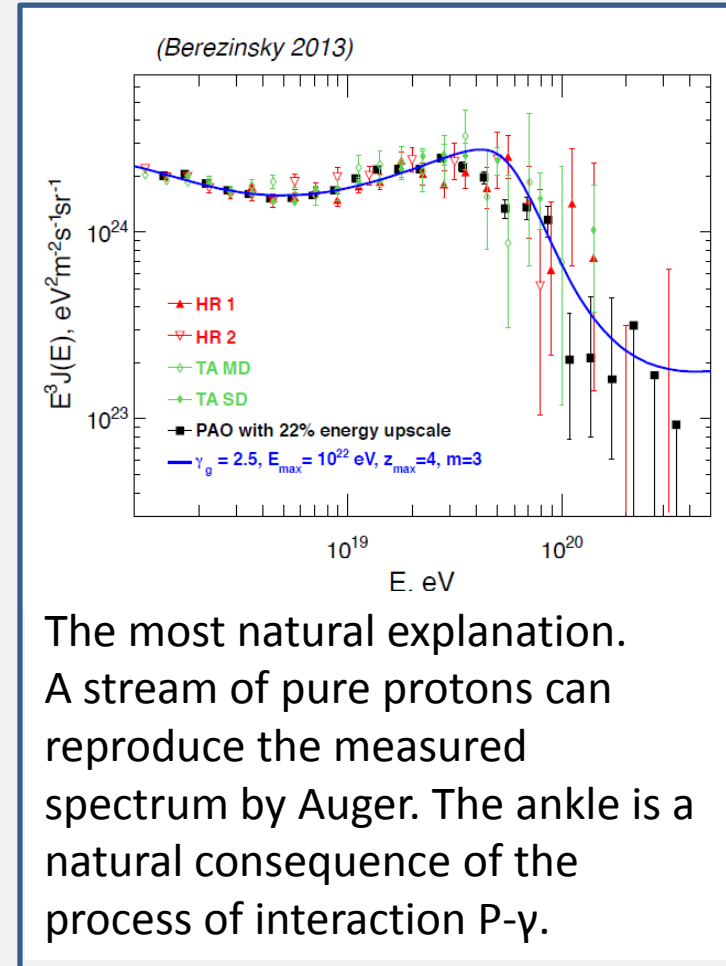 (Berezinsky 2013)
E³J(E), eV²m⁻²s⁻¹sr⁻¹
10²⁴
10²³
HR 1
HR 2
TA MD
TA SD
PAO with 22% energy upscale
γg = 2.5, Emax= 10²² eV, zmax=4, m=3
10¹⁹
10²⁰
E, eV
The most natural explanation.
A stream of pure protons can
reproduce the measured
spectrum by Auger. The ankle is a
natural consequence of the
process of interaction P-γ.